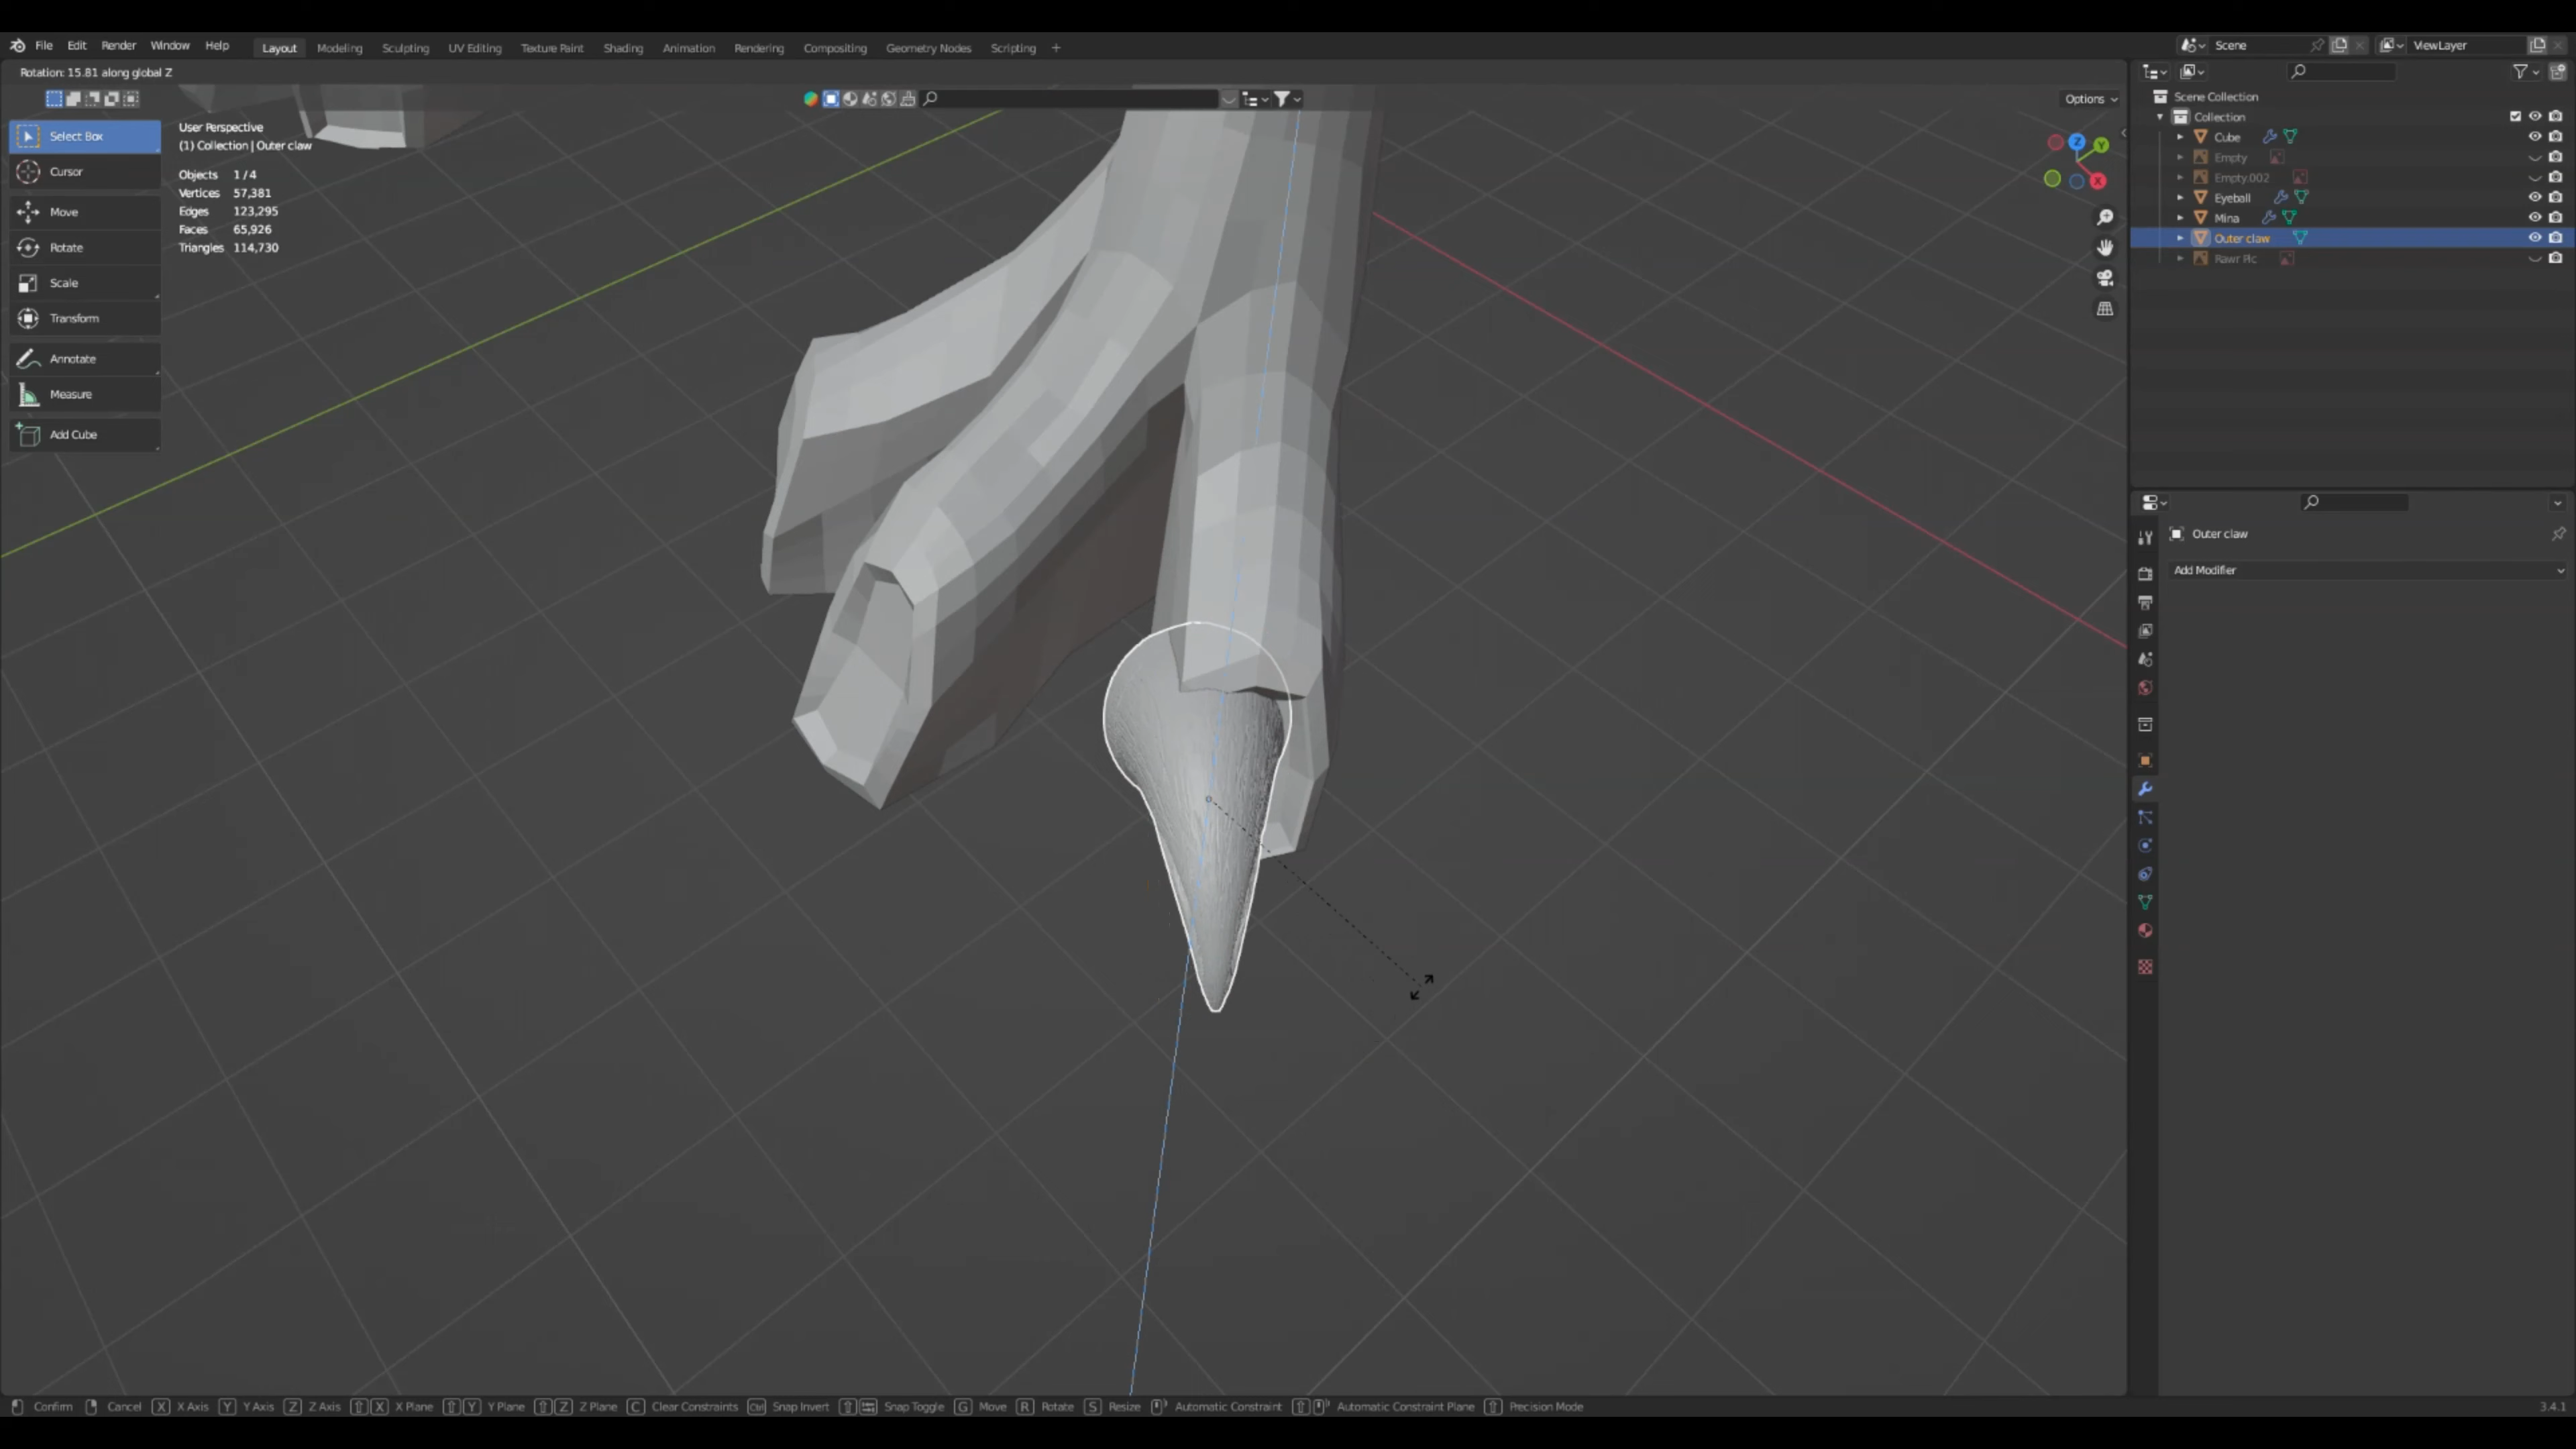 File Edit Render Window Help Layout Modeling Sculpting UV Editing Texture Paint Shading Animation Rendering Compositing Geometry Nodes Scripting + Scene ViewLayer
Rotation: 15.81 along global Z
Options
Select Box
Cursor
Move
Rotate
Scale
Transform
Annotate
Measure
Add Cube
User Perspective
(1) Collection | Outer claw
Objects 1 / 4
Vertices 57,381
Edges 123,295
Faces 65,926
Triangles 114,730
Z
Y
X
Scene Collection
Collection
Cube
Empty
Empty.002
Eyeball
Mina
Outer claw
Rawr Pic
Outer claw
Add Modifier
Confirm Cancel X X Axis Y Y Axis Z Z Axis X X Plane Y Y Plane Z Z Plane C Clear Constraints Ctrl Snap Invert Snap Toggle G Move R Rotate S Resize Automatic Constraint Automatic Constraint Plane Precision Mode 3.4.1